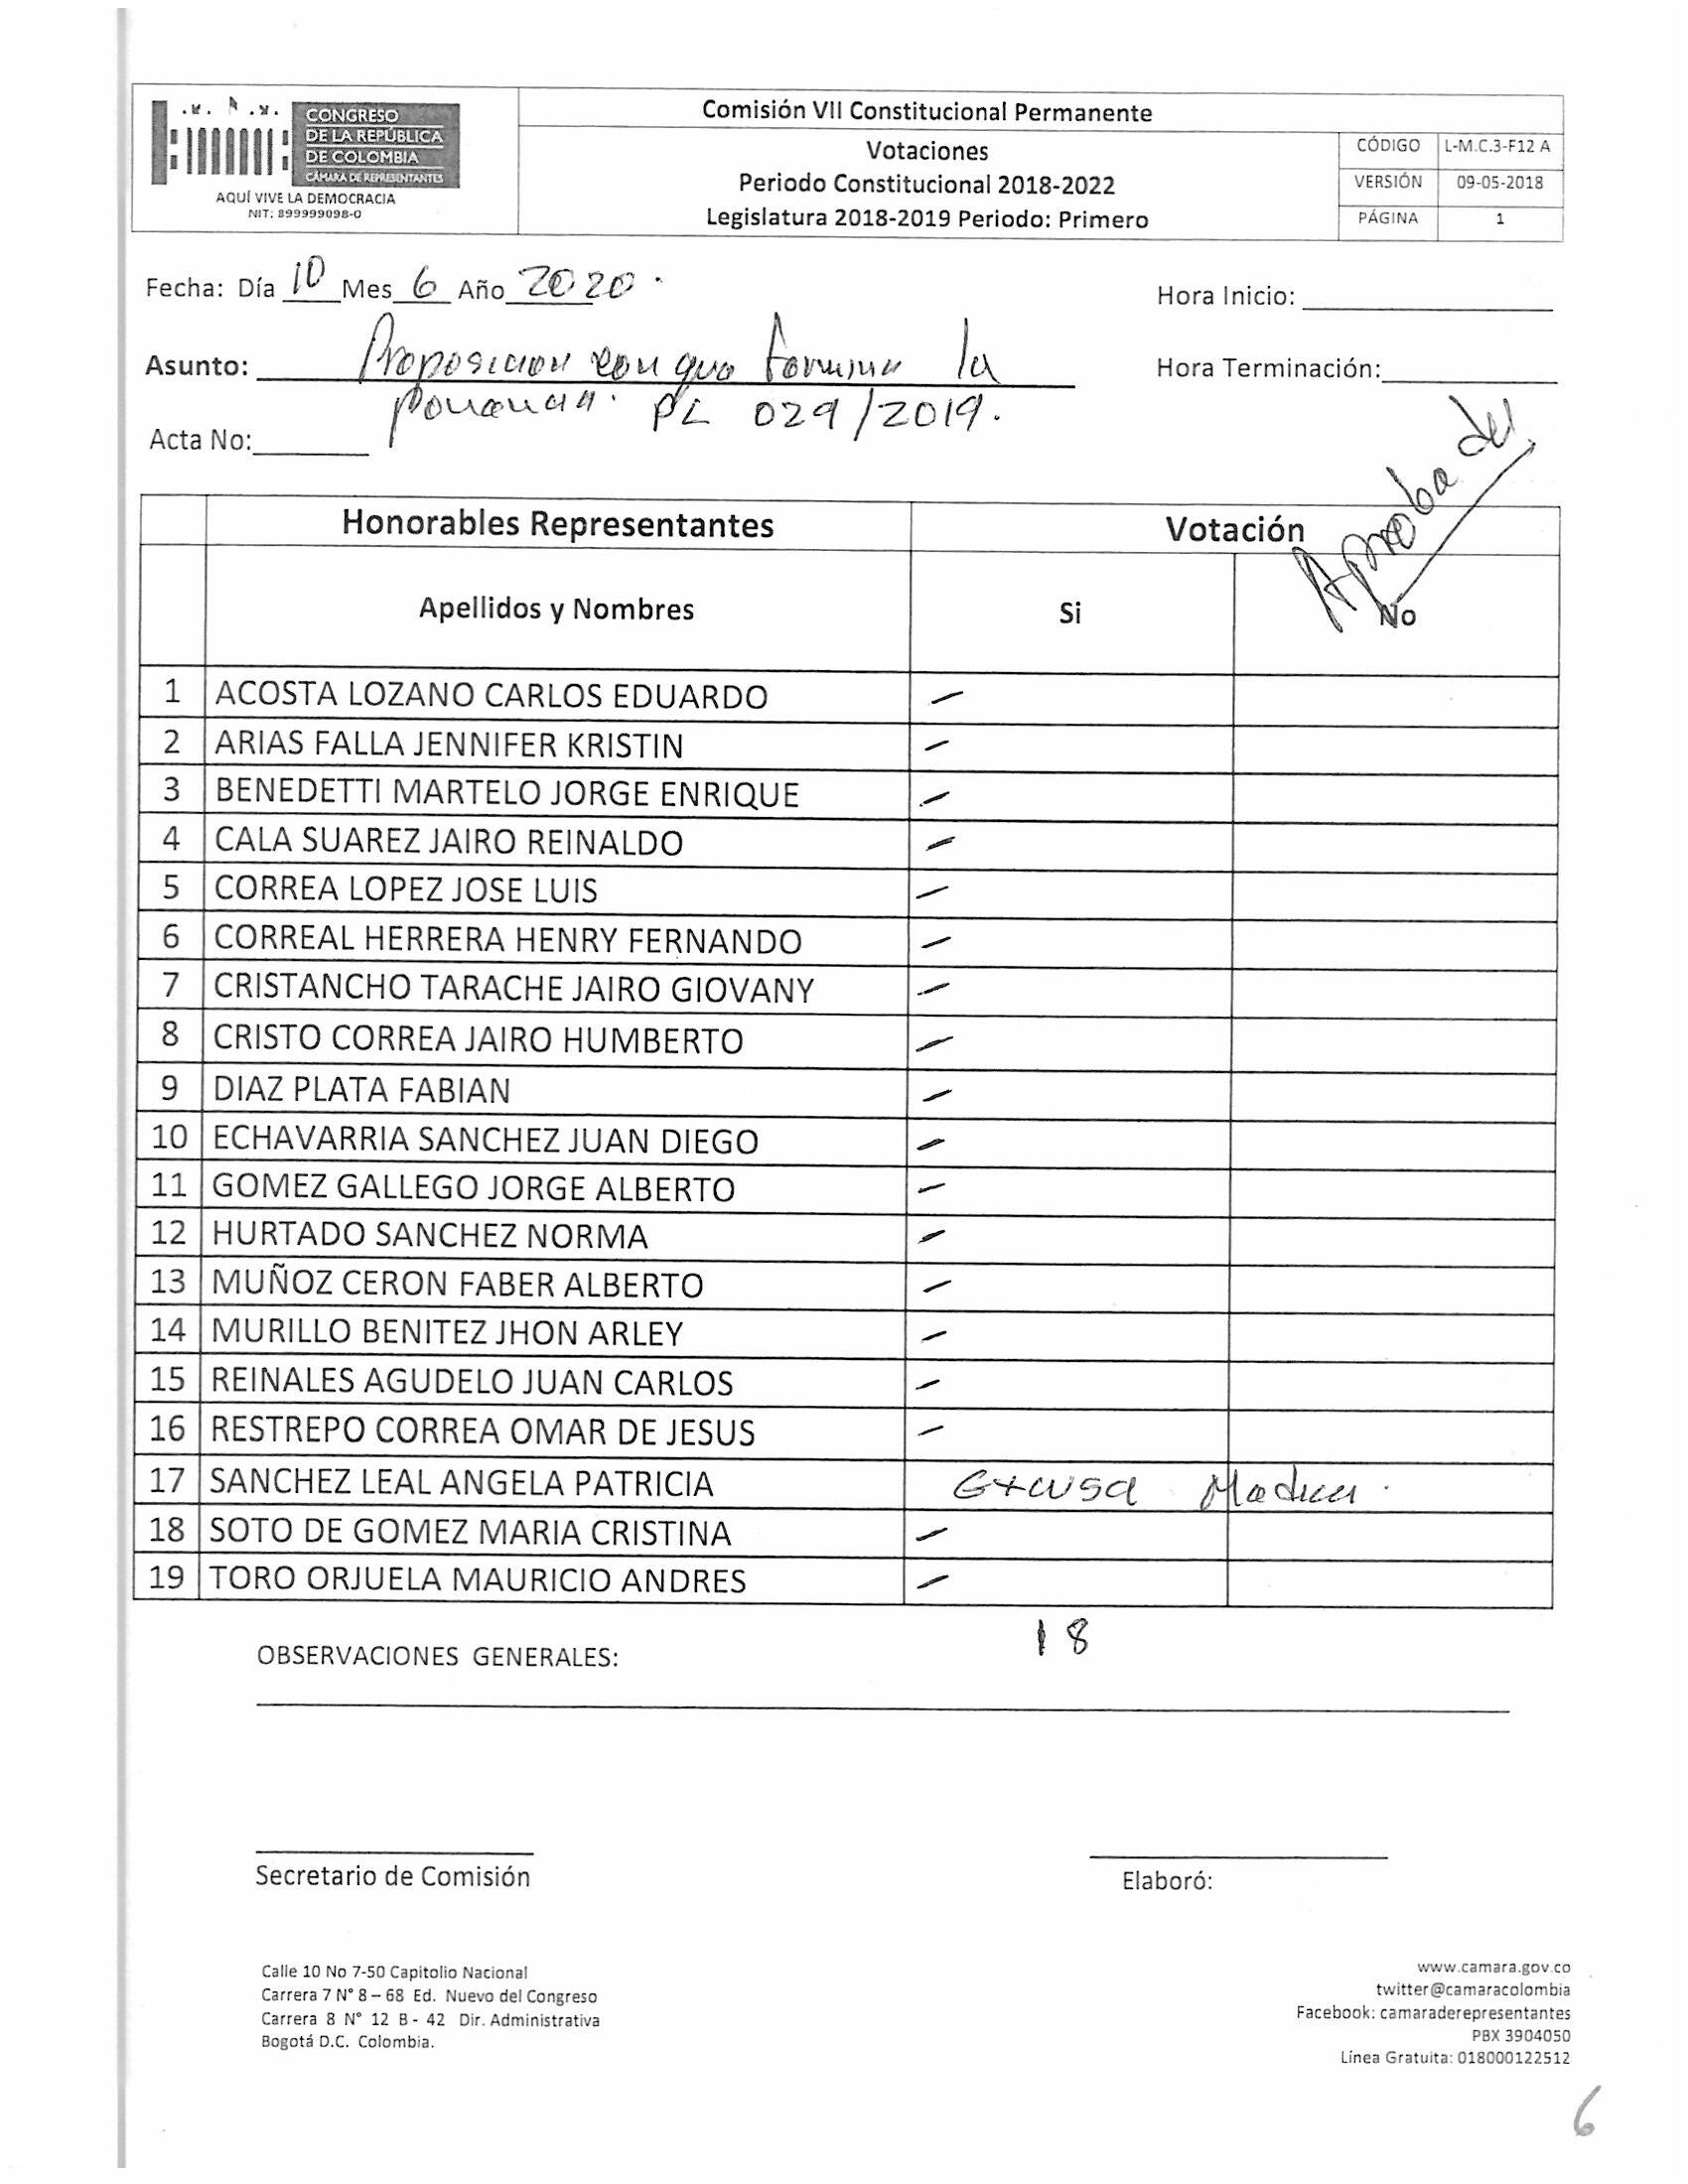 CONGRESO
DE LA REPÚBLICA
DE COLOMBIA
CÁMARA DE REPRESENTANTES
AQUÍ VIVE LA DEMOCRACIA
NIT: 899999098-0
Comisión VII Constitucional Permanente
Votaciones
Periodo Constitucional 2018-2022
Legislatura 2018-2019 Periodo: Primero
CÓDIGO L-M.C.3-F12 A
VERSIÓN 09-05-2018
PÁGINA 1
Fecha: Día 10 Mes 6 Año 2020.
Hora Inicio:
Asunto: Proposicion con que termina la
Hora Terminación:
ponencia. PL 029/2019.
Acta No:
Honorables Representantes Votación
Apellidos y Nombres Si No
1 ACOSTA LOZANO CARLOS EDUARDO
2 ARIAS FALLA JENNIFER KRISTIN
3 BENEDETTI MARTELO JORGE ENRIQUE
4 CALA SUAREZ JAIRO REINALDO
5 CORREA LOPEZ JOSE LUIS
6 CORREAL HERRERA HENRY FERNANDO
7 CRISTANCHO TARACHE JAIRO GIOVANY
8 CRISTO CORREA JAIRO HUMBERTO
9 DIAZ PLATA FABIAN
10 ECHAVARRIA SANCHEZ JUAN DIEGO
11 GOMEZ GALLEGO JORGE ALBERTO
12 HURTADO SANCHEZ NORMA
13 MUÑOZ CERON FABER ALBERTO
14 MURILLO BENITEZ JHON ARLEY
15 REINALES AGUDELO JUAN CARLOS
16 RESTREPO CORREA OMAR DE JESUS
17 SANCHEZ LEAL ANGELA PATRICIA Excusa Medica.
18 SOTO DE GOMEZ MARIA CRISTINA
19 TORO ORJUELA MAURICIO ANDRES
18
OBSERVACIONES GENERALES:
Secretario de Comisión
Elaboró:
Calle 10 No 7-50 Capitolio Nacional
Carrera 7 N° 8 – 68 Ed. Nuevo del Congreso
Carrera 8 N° 12 B - 42 Dir. Administrativa
Bogotá D.C. Colombia.
www.camara.gov.co
twitter@camaracolombia
Facebook: camaraderepresentantes
PBX 3904050
Línea Gratuita: 018000122512
6